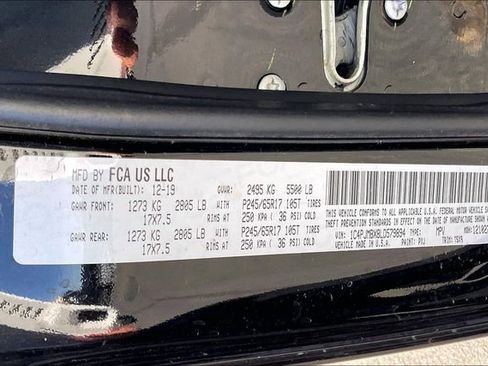 MFD BY FCA US LLC
DATE OF MFR(BUILT): 12-19 GVWR: 2495 KG 5500 LB
GAWR FRONT: 1273 KG 2805 LB WITH P245/65R17 105T TIRES
17X7.5 RIMS AT 250 KPA ( 36 PSI) COLD
GAWR REAR: 1273 KG 2805 LB WITH P245/65R17 105T TIRES
17X7.5 RIMS AT 250 KPA ( 36 PSI) COLD
THIS VEHICLE CONFORMS TO ALL APPLICABLE U.S.A. FEDERAL MOTOR VEHICLE
THEFT PREVENTION STANDARDS IN EFFECT ON THE DATE OF
VIN: TYPE: MPV
VEHICLE MADE IN U.S.A. PAINT: PXJ